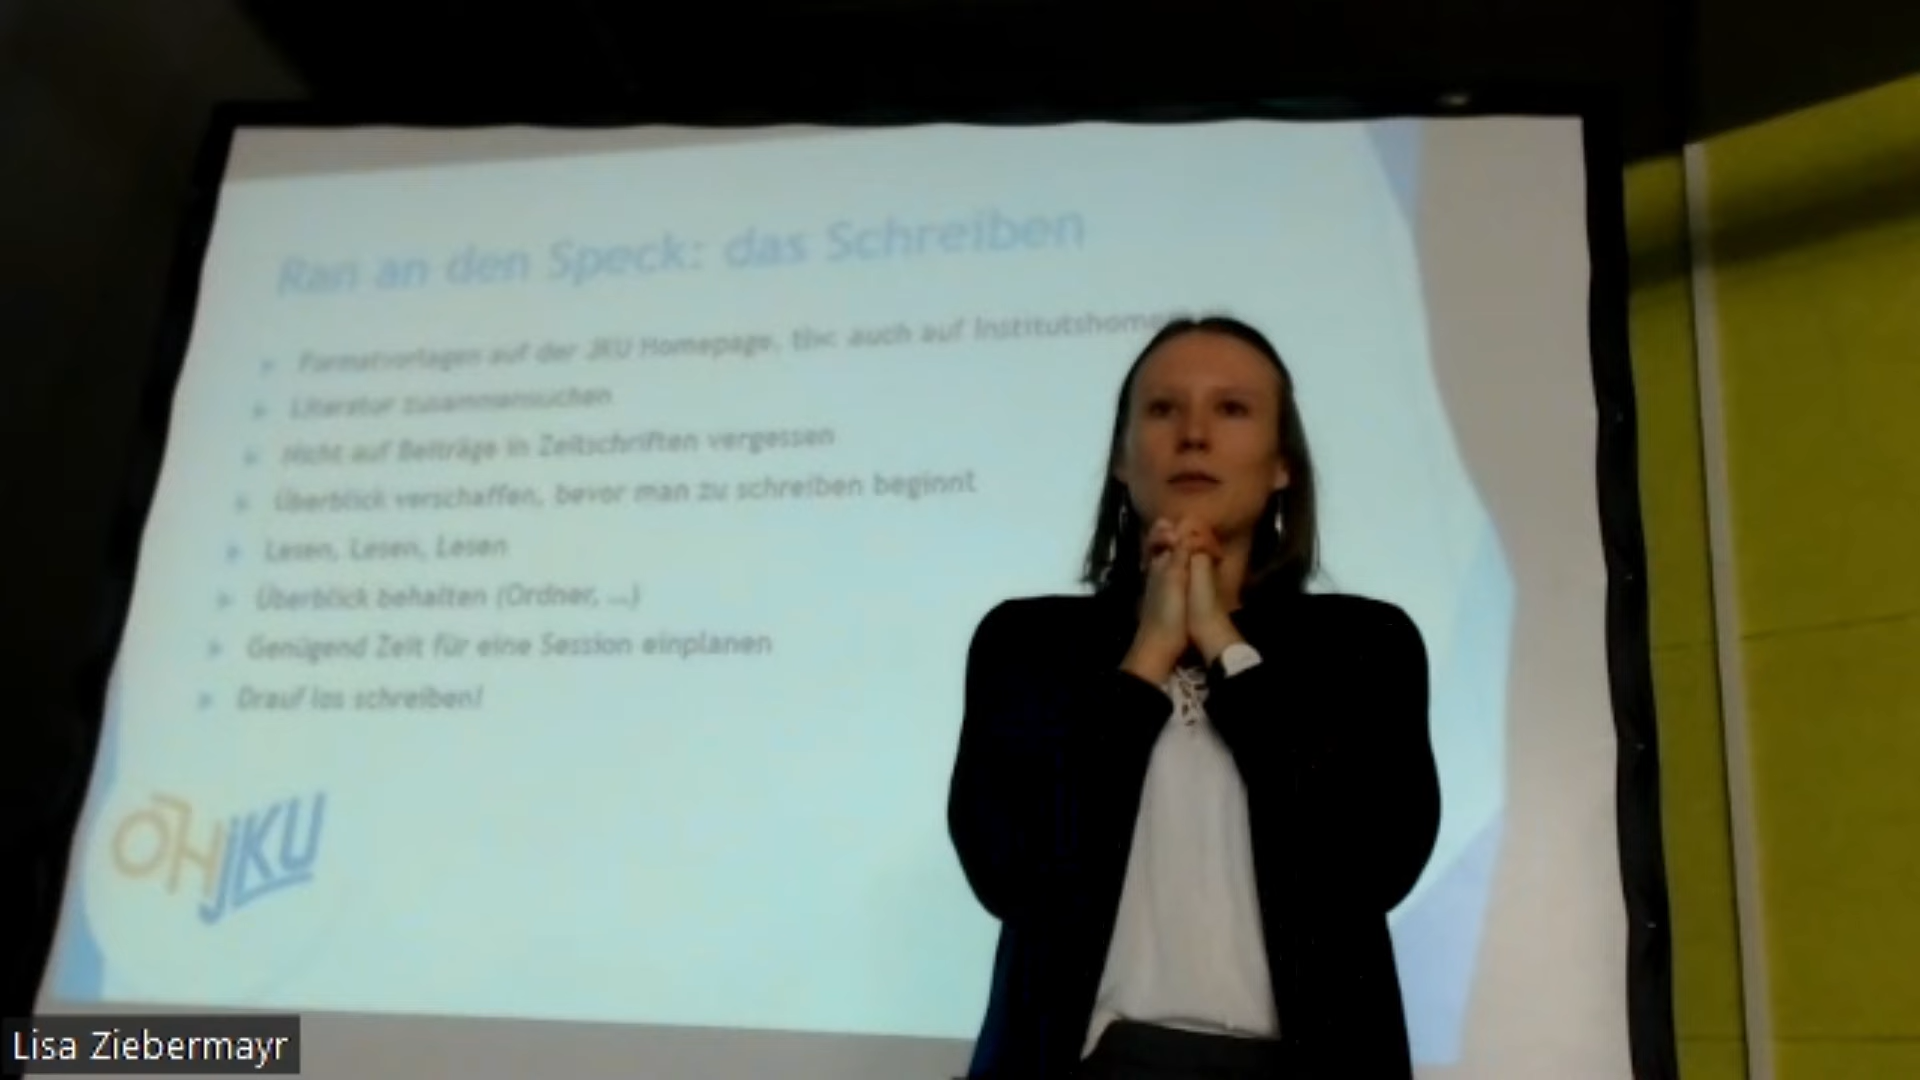 Ran an den Speck: das Schreiben
Formatvorlagen auf der JKU Homepage, tlw. auch auf
Literatur zusammensuchen
Nicht auf Beiträge in Zeitschriften vergessen
Überblick verschaffen, bevor man zu schreiben beginnt
Lesen, Lesen, Lesen
Überblick behalten (Ordner, ...)
Genügend Zeit für eine Session einplanen
Drauf los schreiben!
ÖH JKU
Lisa Ziebermayr